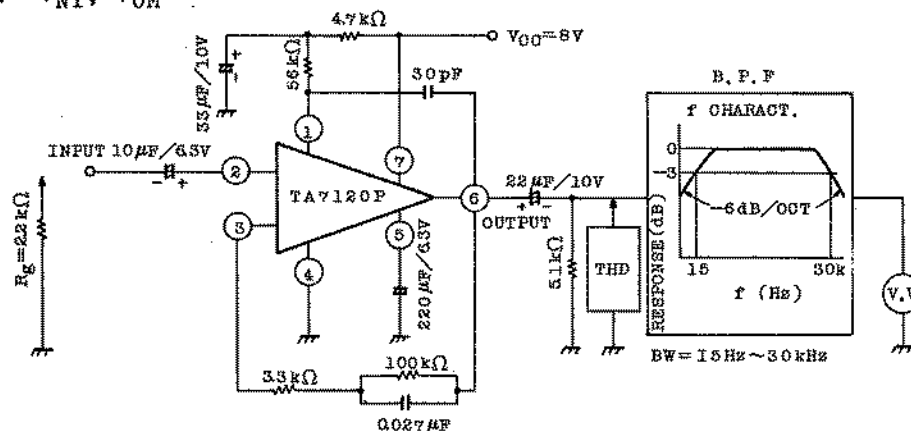 4.7kΩ
V_CC=8V
33μF/10V
56kΩ
30pF
B.P.F
f CHARACT.
INPUT 10μF/6.3V
1
7
0
-3
2
TA7120P
6
22μF/10V
OUTPUT
-6dB/OCT
RESPONSE (dB)
Rg=2.2kΩ
3
5
4
220μF/6.3V
5.1kΩ
THD
15
30k
f (Hz)
V.V
BW=15Hz~30kHz
3.3kΩ
100kΩ
0.027μF